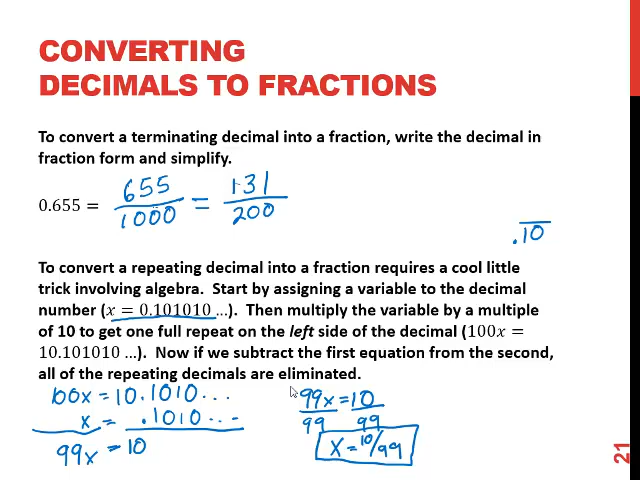 CONVERTING
DECIMALS TO FRACTIONS
To convert a terminating decimal into a fraction, write the decimal in
fraction form and simplify.
0.655 = 655/1000 = 131/200
.1̅0̅
To convert a repeating decimal into a fraction requires a cool little
trick involving algebra. Start by assigning a variable to the decimal
number (x = 0.101010 ...). Then multiply the variable by a multiple
of 10 to get one full repeat on the left side of the decimal (100x =
10.101010 ...). Now if we subtract the first equation from the second,
all of the repeating decimals are eliminated.
100x = 10.1010...
x = .1010...
99x = 10
99x/99 = 10/99
x = 10/99
21